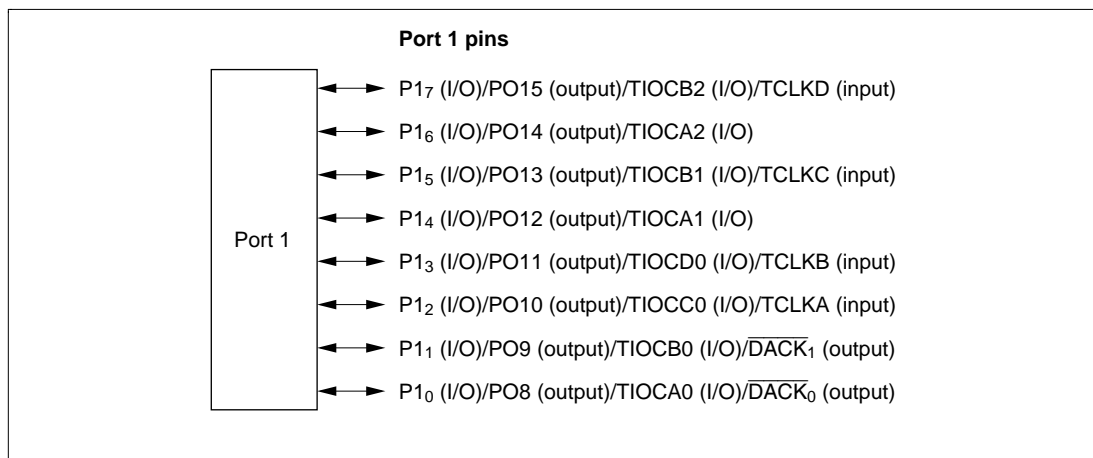 Port 1 pins
P1₇ (I/O)/PO15 (output)/TIOCB2 (I/O)/TCLKD (input)
P1₆ (I/O)/PO14 (output)/TIOCA2 (I/O)
P1₅ (I/O)/PO13 (output)/TIOCB1 (I/O)/TCLKC (input)
P1₄ (I/O)/PO12 (output)/TIOCA1 (I/O)
Port 1
P1₃ (I/O)/PO11 (output)/TIOCD0 (I/O)/TCLKB (input)
P1₂ (I/O)/PO10 (output)/TIOCC0 (I/O)/TCLKA (input)
P1₁ (I/O)/PO9 (output)/TIOCB0 (I/O)/D̅A̅C̅K̅₁ (output)
P1₀ (I/O)/PO8 (output)/TIOCA0 (I/O)/D̅A̅C̅K̅₀ (output)